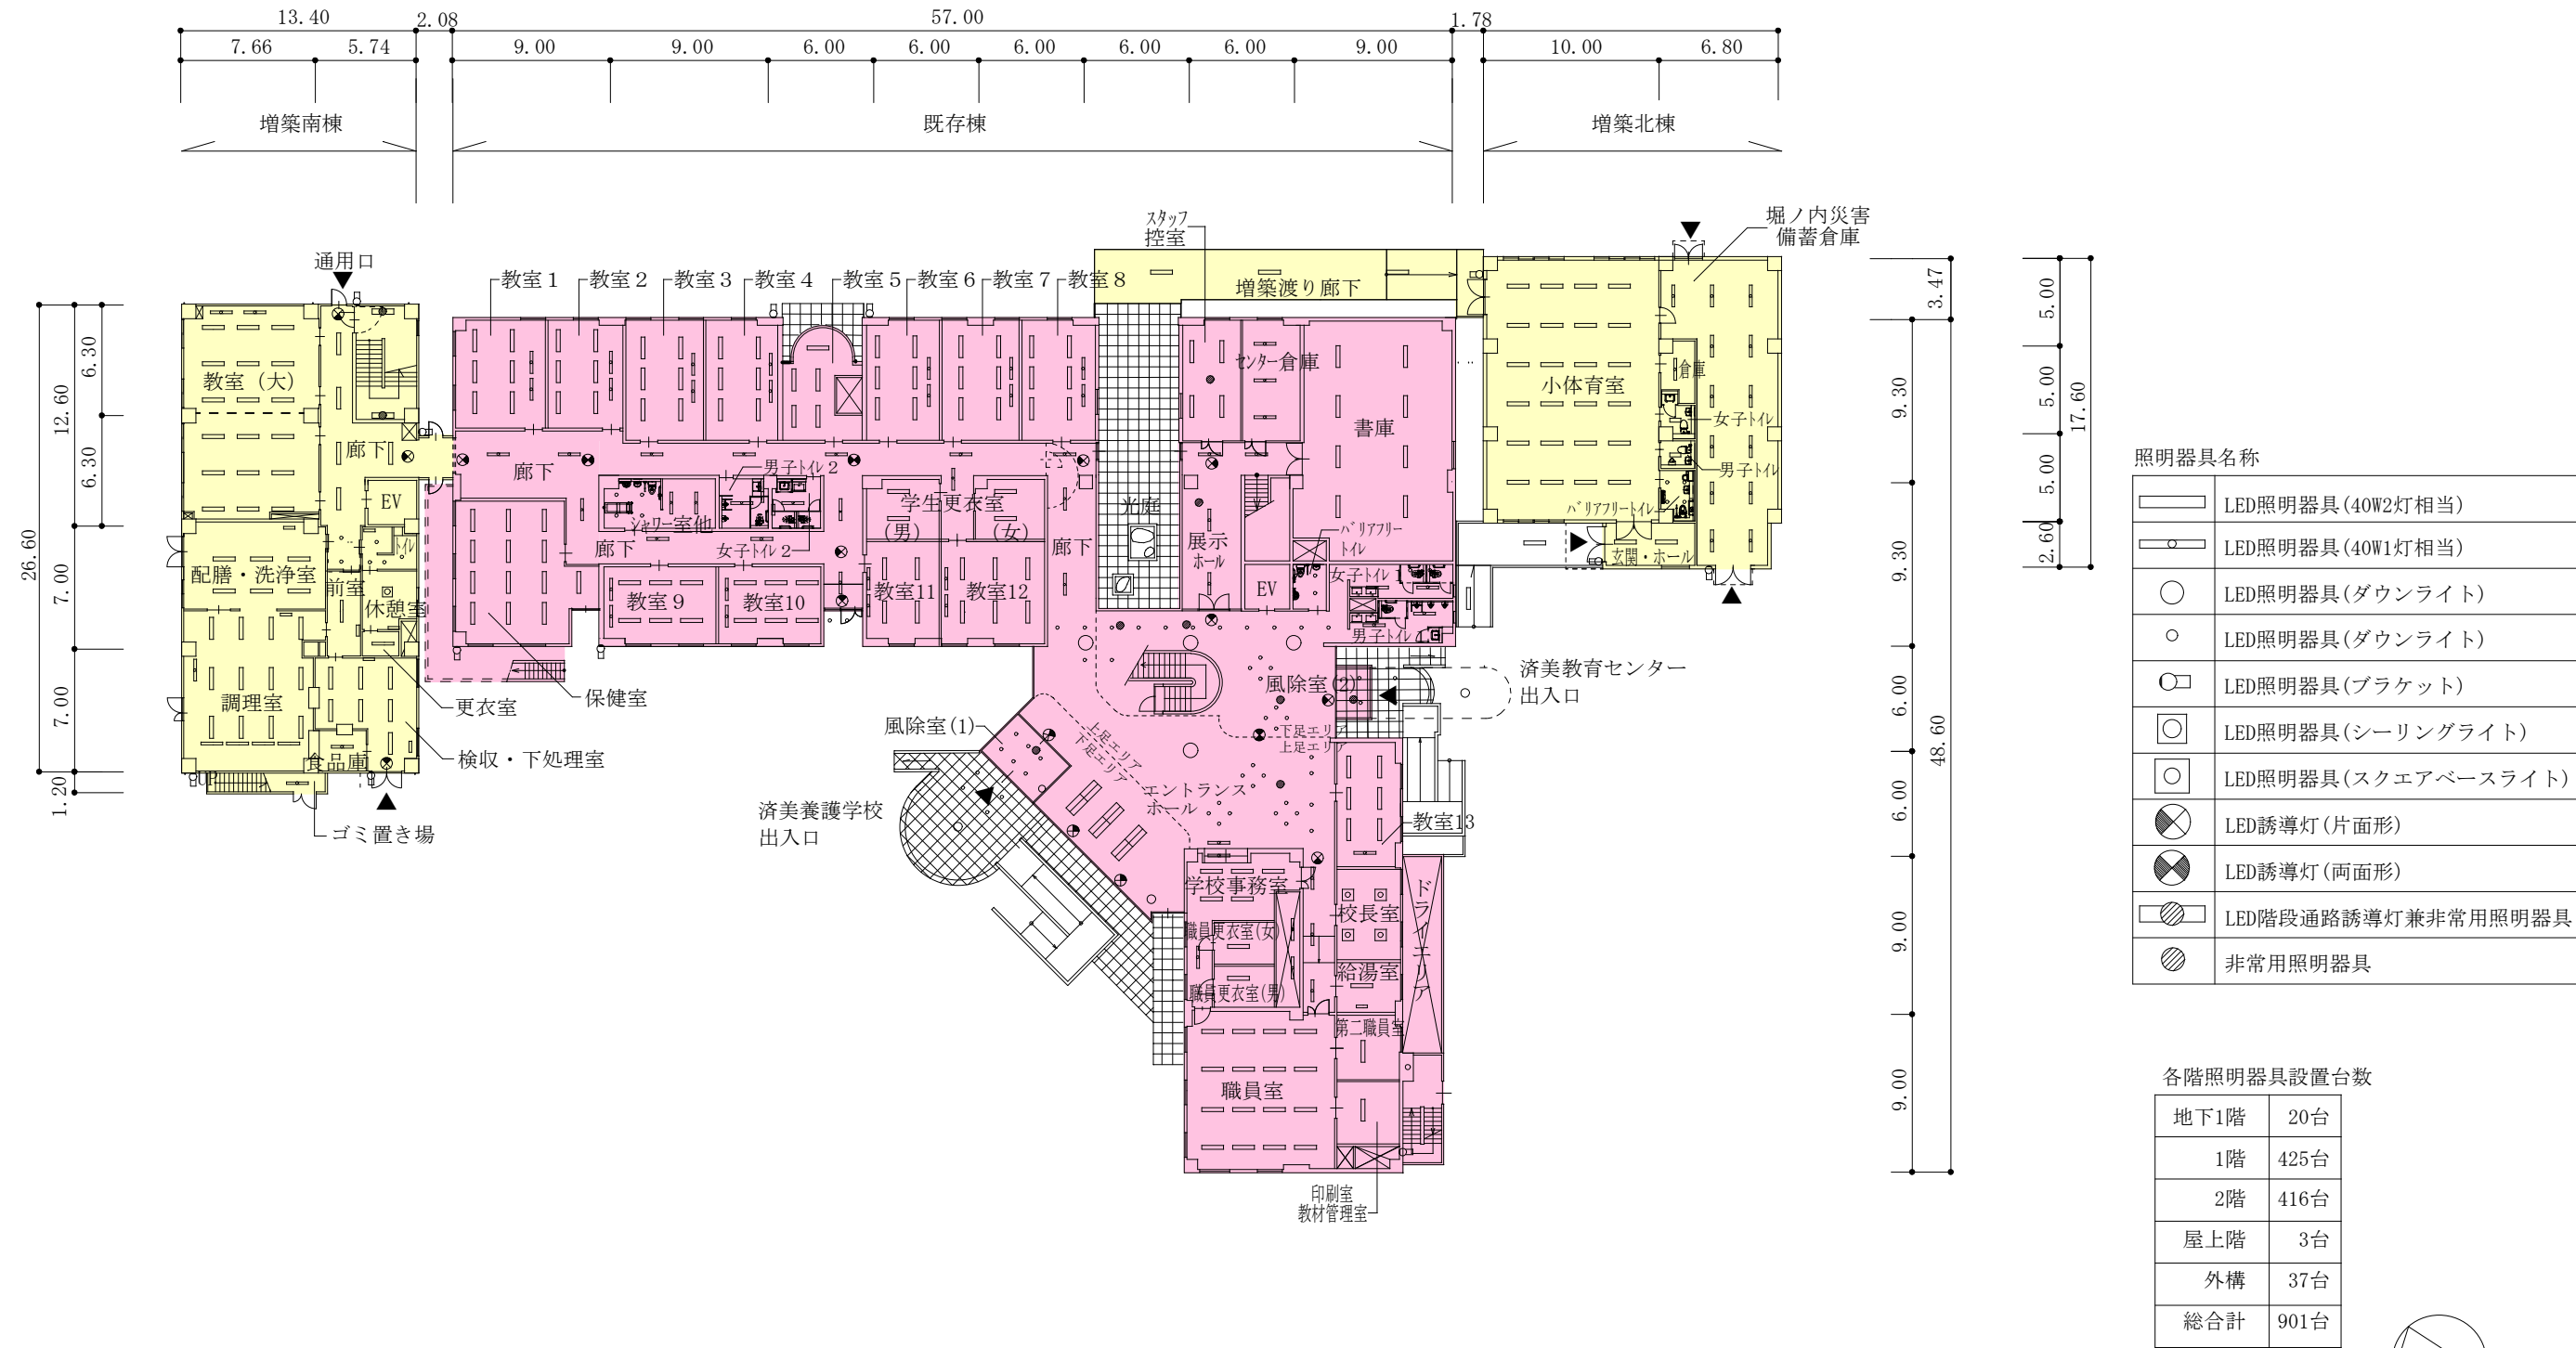 13.40
2.08
57.00
1.78
7.66
5.74
9.00
9.00
6.00
6.00
6.00
6.00
6.00
9.00
10.00
6.80
増築南棟
既存棟
増築北棟
スタッフ
控室
堀ノ内災害
備蓄倉庫
通用口
教室１
教室２
教室３
教室４
教室５
教室６
教室７
教室８
増築渡り廊下
3.47
5.00
5.00
5.00
2.60
17.60
9.30
9.30
6.00
6.00
9.00
9.00
48.60
6.30
6.30
12.60
7.00
7.00
26.60
1.20
教室（大）
廊下
EV
トイレ
配膳・洗浄室
前室
休憩室
調理室
更衣室
検収・下処理室
食品庫
UP
ゴミ置き場
廊下
男子トイレ2
シャワー室他
廊下
女子トイレ2
学生更衣室
(男)
(女)
廊下
教室９
教室10
教室11
教室12
保健室
光庭
センター倉庫
書庫
展示
ホール
EV
バリアフリー
トイレ
女子トイレ1
男子トイレ1
小体育室
倉庫
女子トイレ
男子トイレ
バリアフリートイレ
玄関・ホール
風除室(2)
済美教育センター
出入口
風除室(1)
上足エリア
下足エリア
下足エリア
上足エリア
エントランス
ホール
済美養護学校
出入口
教室13
学校事務室
校長室
ドライエリア
職員更衣室(女)
給湯室
職員更衣室(男)
第二職員室
職員室
印刷室
教材管理室
照明器具名称
LED照明器具(40W2灯相当)
LED照明器具(40W1灯相当)
LED照明器具(ダウンライト)
LED照明器具(ダウンライト)
LED照明器具(ブラケット)
LED照明器具(シーリングライト)
LED照明器具(スクエアベースライト)
LED誘導灯(片面形)
LED誘導灯(両面形)
LED階段通路誘導灯兼非常用照明器具
非常用照明器具
各階照明器具設置台数
地下1階 20台
1階 425台
2階 416台
屋上階 3台
外構 37台
総合計 901台